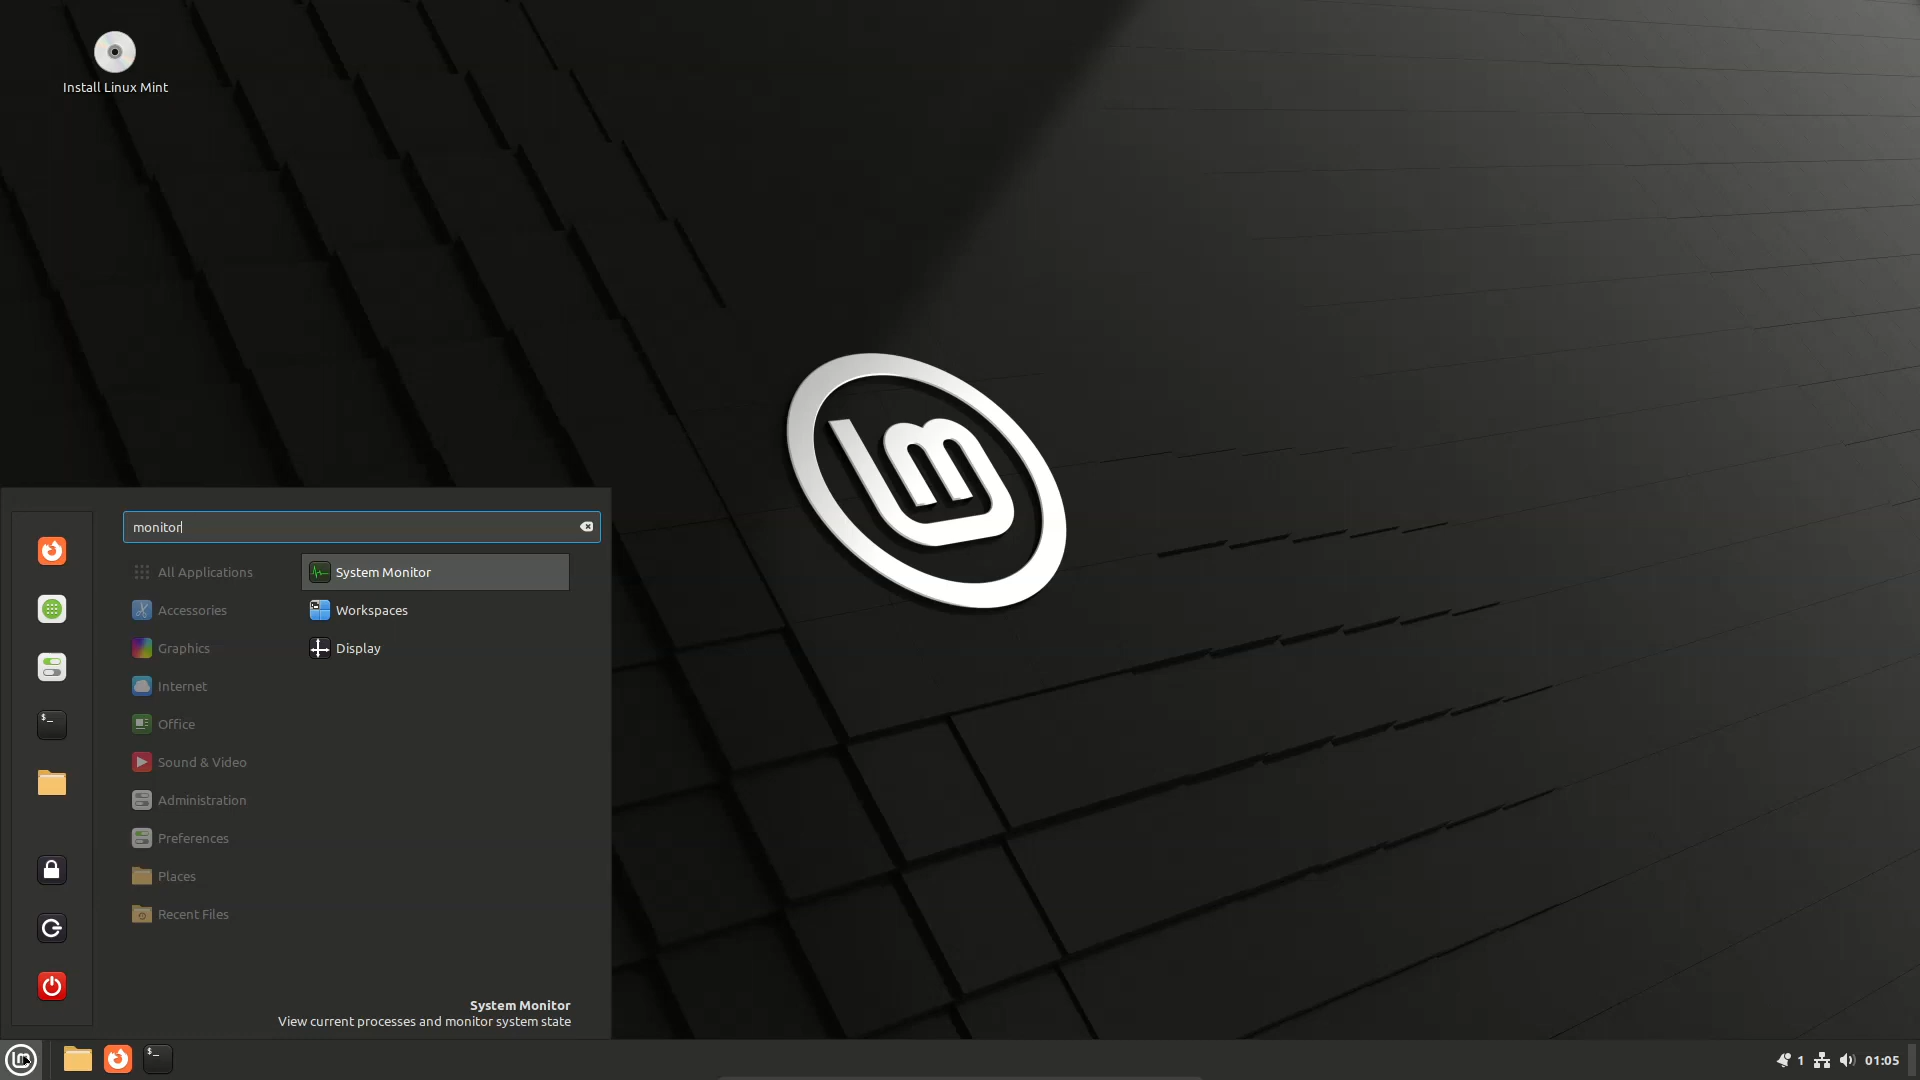 Install Linux Mint
monitor
All Applications
Accessories
Graphics
Internet
Office
Sound & Video
Administration
Preferences
Places
Recent Files
System Monitor
Workspaces
Display
System Monitor
View current processes and monitor system state
$_
1
01:05